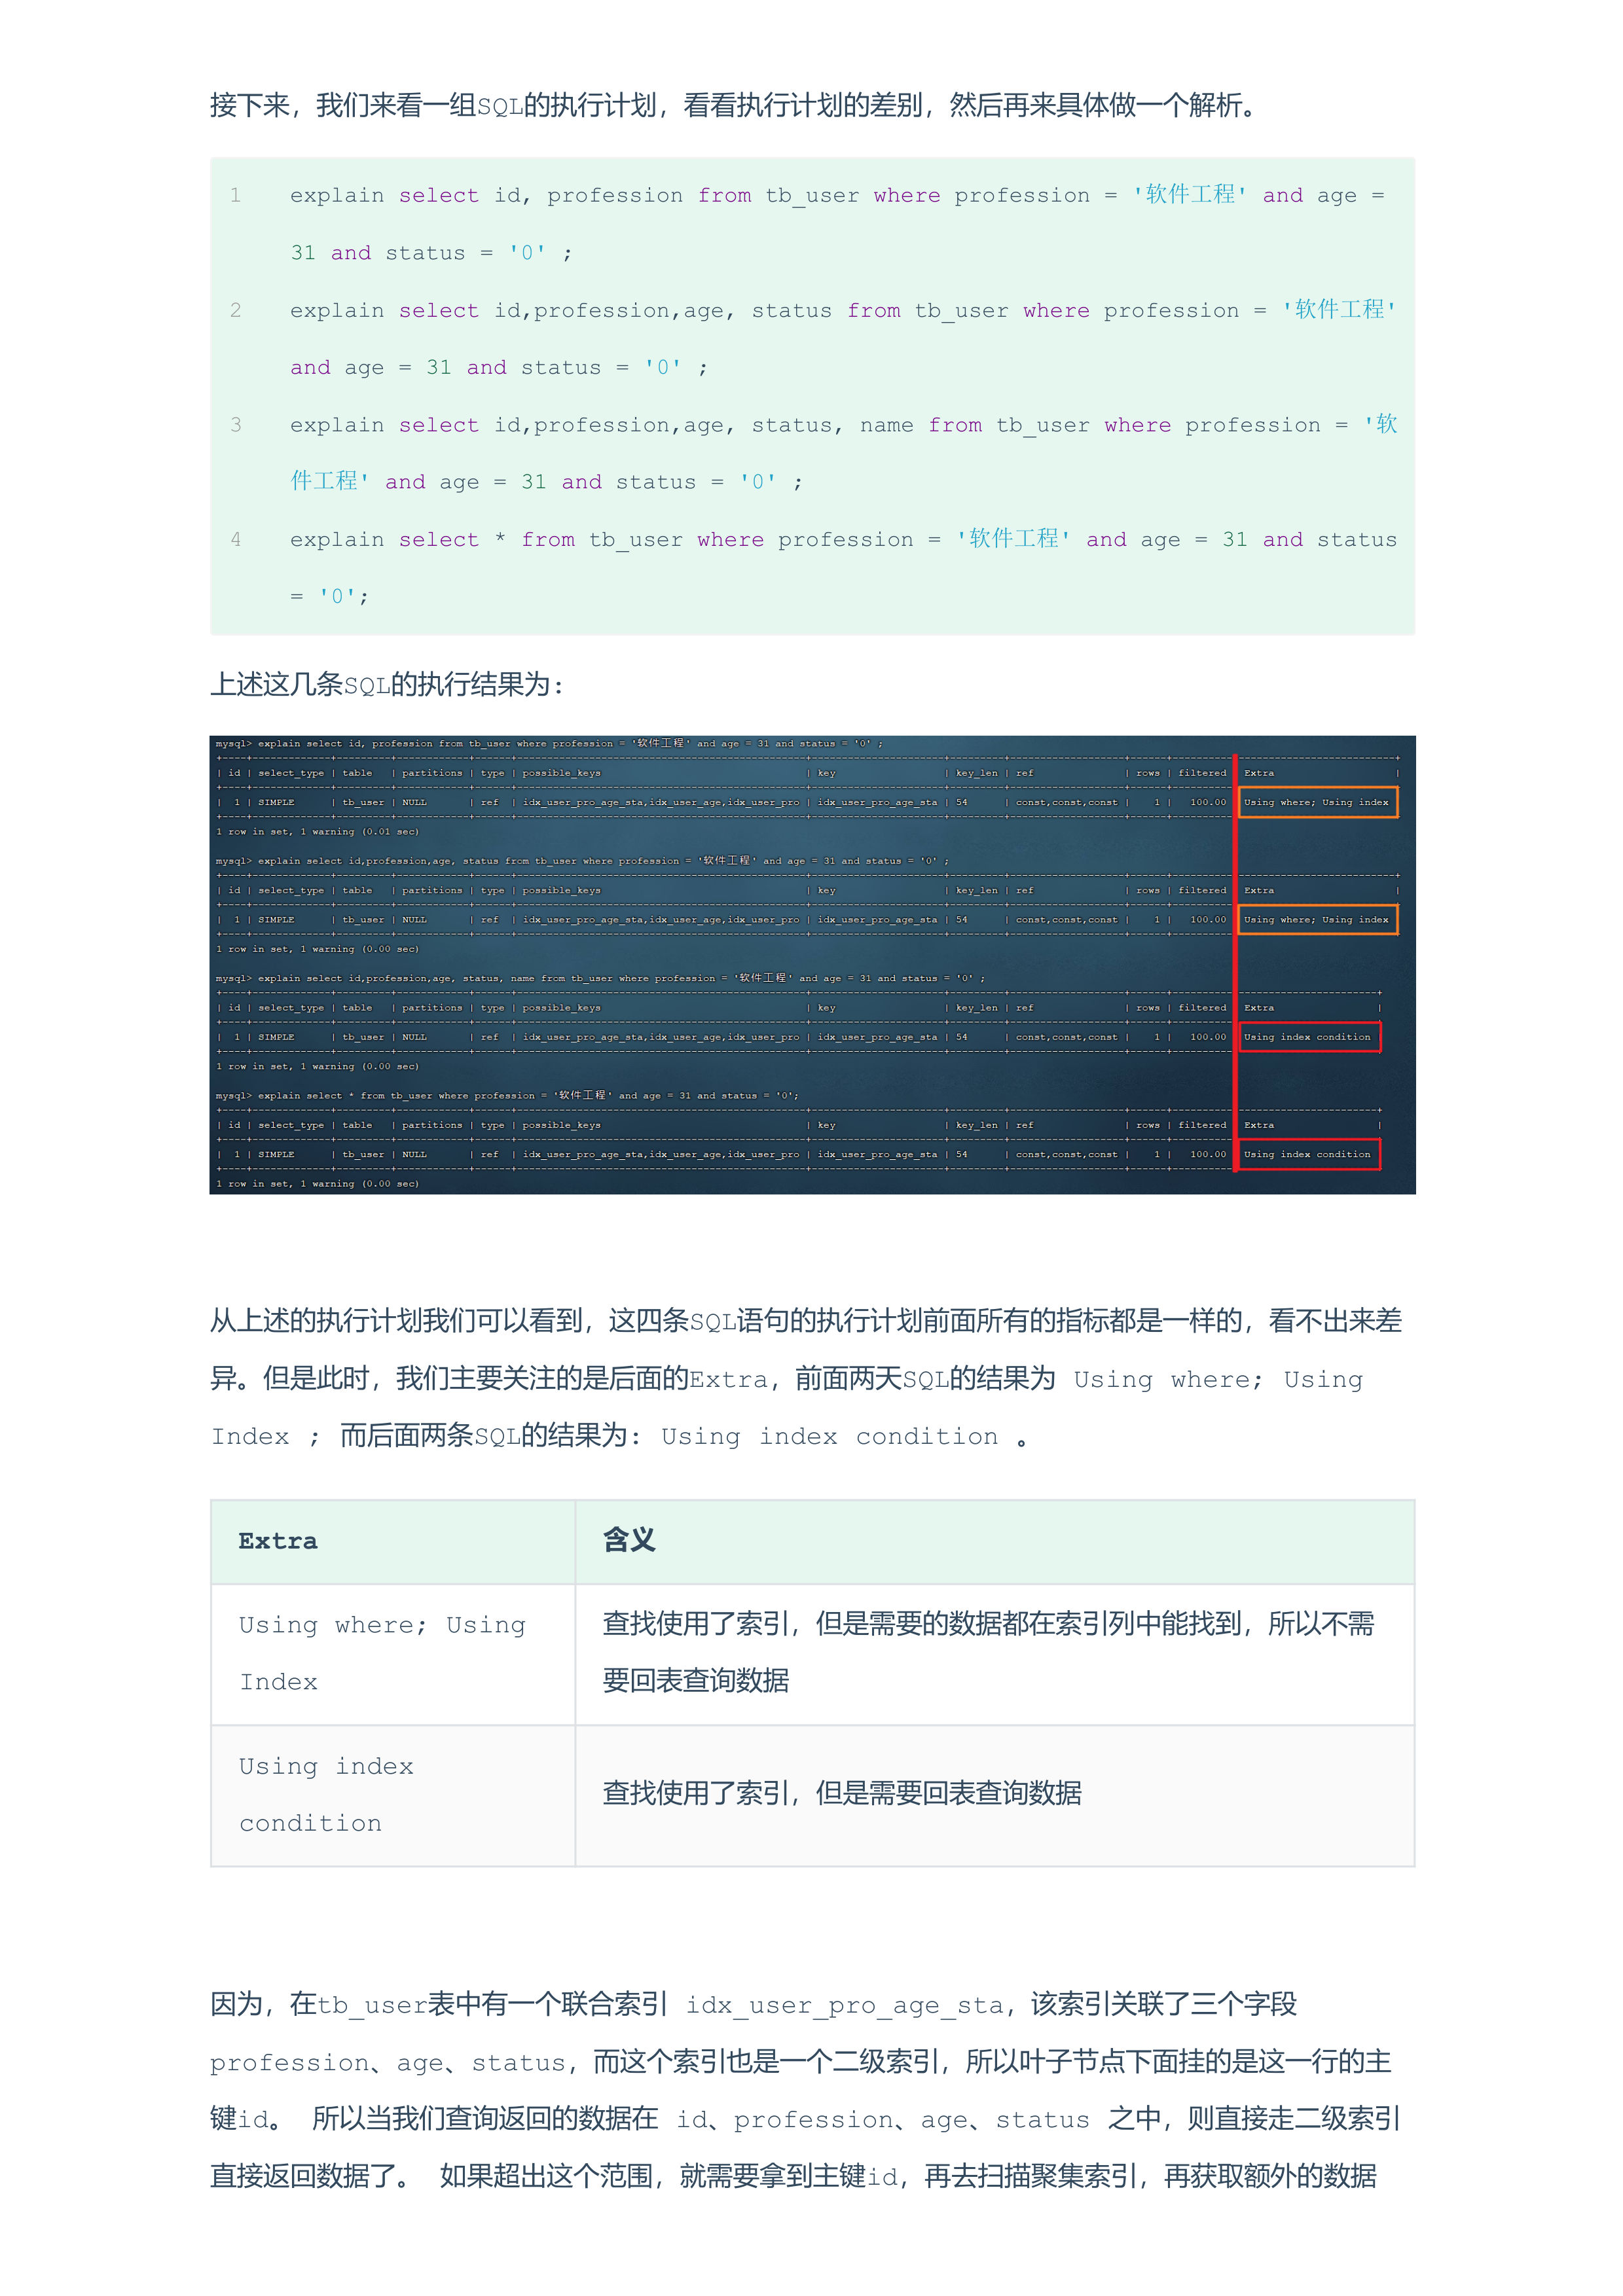 接下来，我们来看一组SQL的执行计划，看看执行计划的差别，然后再来具体做一个解析。
1 explain select id, profession from tb_user where profession = '软件工程' and age =
31 and status = '0' ;
2 explain select id,profession,age, status from tb_user where profession = '软件工程'
and age = 31 and status = '0' ;
3 explain select id,profession,age, status, name from tb_user where profession = '软
件工程' and age = 31 and status = '0' ;
4 explain select * from tb_user where profession = '软件工程' and age = 31 and status
= '0';
上述这几条SQL的执行结果为:
mysql> explain select id, profession from tb_user where profession = '软件工程' and age = 31 and status = '0' ;
| id | select_type | table | partitions | type | possible_keys | key | key_len | ref | rows | filtered | Extra |
| 1 | SIMPLE | tb_user | NULL | ref | idx_user_pro_age_sta,idx_user_age,idx_user_pro | idx_user_pro_age_sta | 54 | const,const,const | 1 | 100.00 | Using where; Using index
1 row in set, 1 warning (0.01 sec)
mysql> explain select id,profession,age, status from tb_user where profession = '软件工程' and age = 31 and status = '0' ;
| id | select_type | table | partitions | type | possible_keys | key | key_len | ref | rows | filtered | Extra |
| 1 | SIMPLE | tb_user | NULL | ref | idx_user_pro_age_sta,idx_user_age,idx_user_pro | idx_user_pro_age_sta | 54 | const,const,const | 1 | 100.00 | Using where; Using index
1 row in set, 1 warning (0.00 sec)
mysql> explain select id,profession,age, status, name from tb_user where profession = '软件工程' and age = 31 and status = '0' ;
| id | select_type | table | partitions | type | possible_keys | key | key_len | ref | rows | filtered | Extra |
| 1 | SIMPLE | tb_user | NULL | ref | idx_user_pro_age_sta,idx_user_age,idx_user_pro | idx_user_pro_age_sta | 54 | const,const,const | 1 | 100.00 | Using index condition
1 row in set, 1 warning (0.00 sec)
mysql> explain select * from tb_user where profession = '软件工程' and age = 31 and status = '0';
| id | select_type | table | partitions | type | possible_keys | key | key_len | ref | rows | filtered | Extra |
| 1 | SIMPLE | tb_user | NULL | ref | idx_user_pro_age_sta,idx_user_age,idx_user_pro | idx_user_pro_age_sta | 54 | const,const,const | 1 | 100.00 | Using index condition
1 row in set, 1 warning (0.00 sec)
从上述的执行计划我们可以看到，这四条SQL语句的执行计划前面所有的指标都是一样的，看不出来差
异。但是此时，我们主要关注的是后面的Extra，前面两天SQL的结果为 Using where; Using
Index ; 而后面两条SQL的结果为: Using index condition 。
Extra 含义
Using where; Using
Index
查找使用了索引，但是需要的数据都在索引列中能找到，所以不需
要回表查询数据
Using index
condition
查找使用了索引，但是需要回表查询数据
因为，在tb_user表中有一个联合索引 idx_user_pro_age_sta，该索引关联了三个字段
profession、age、status，而这个索引也是一个二级索引，所以叶子节点下面挂的是这一行的主
键id。 所以当我们查询返回的数据在 id、profession、age、status 之中，则直接走二级索引
直接返回数据了。 如果超出这个范围，就需要拿到主键id，再去扫描聚集索引，再获取额外的数据